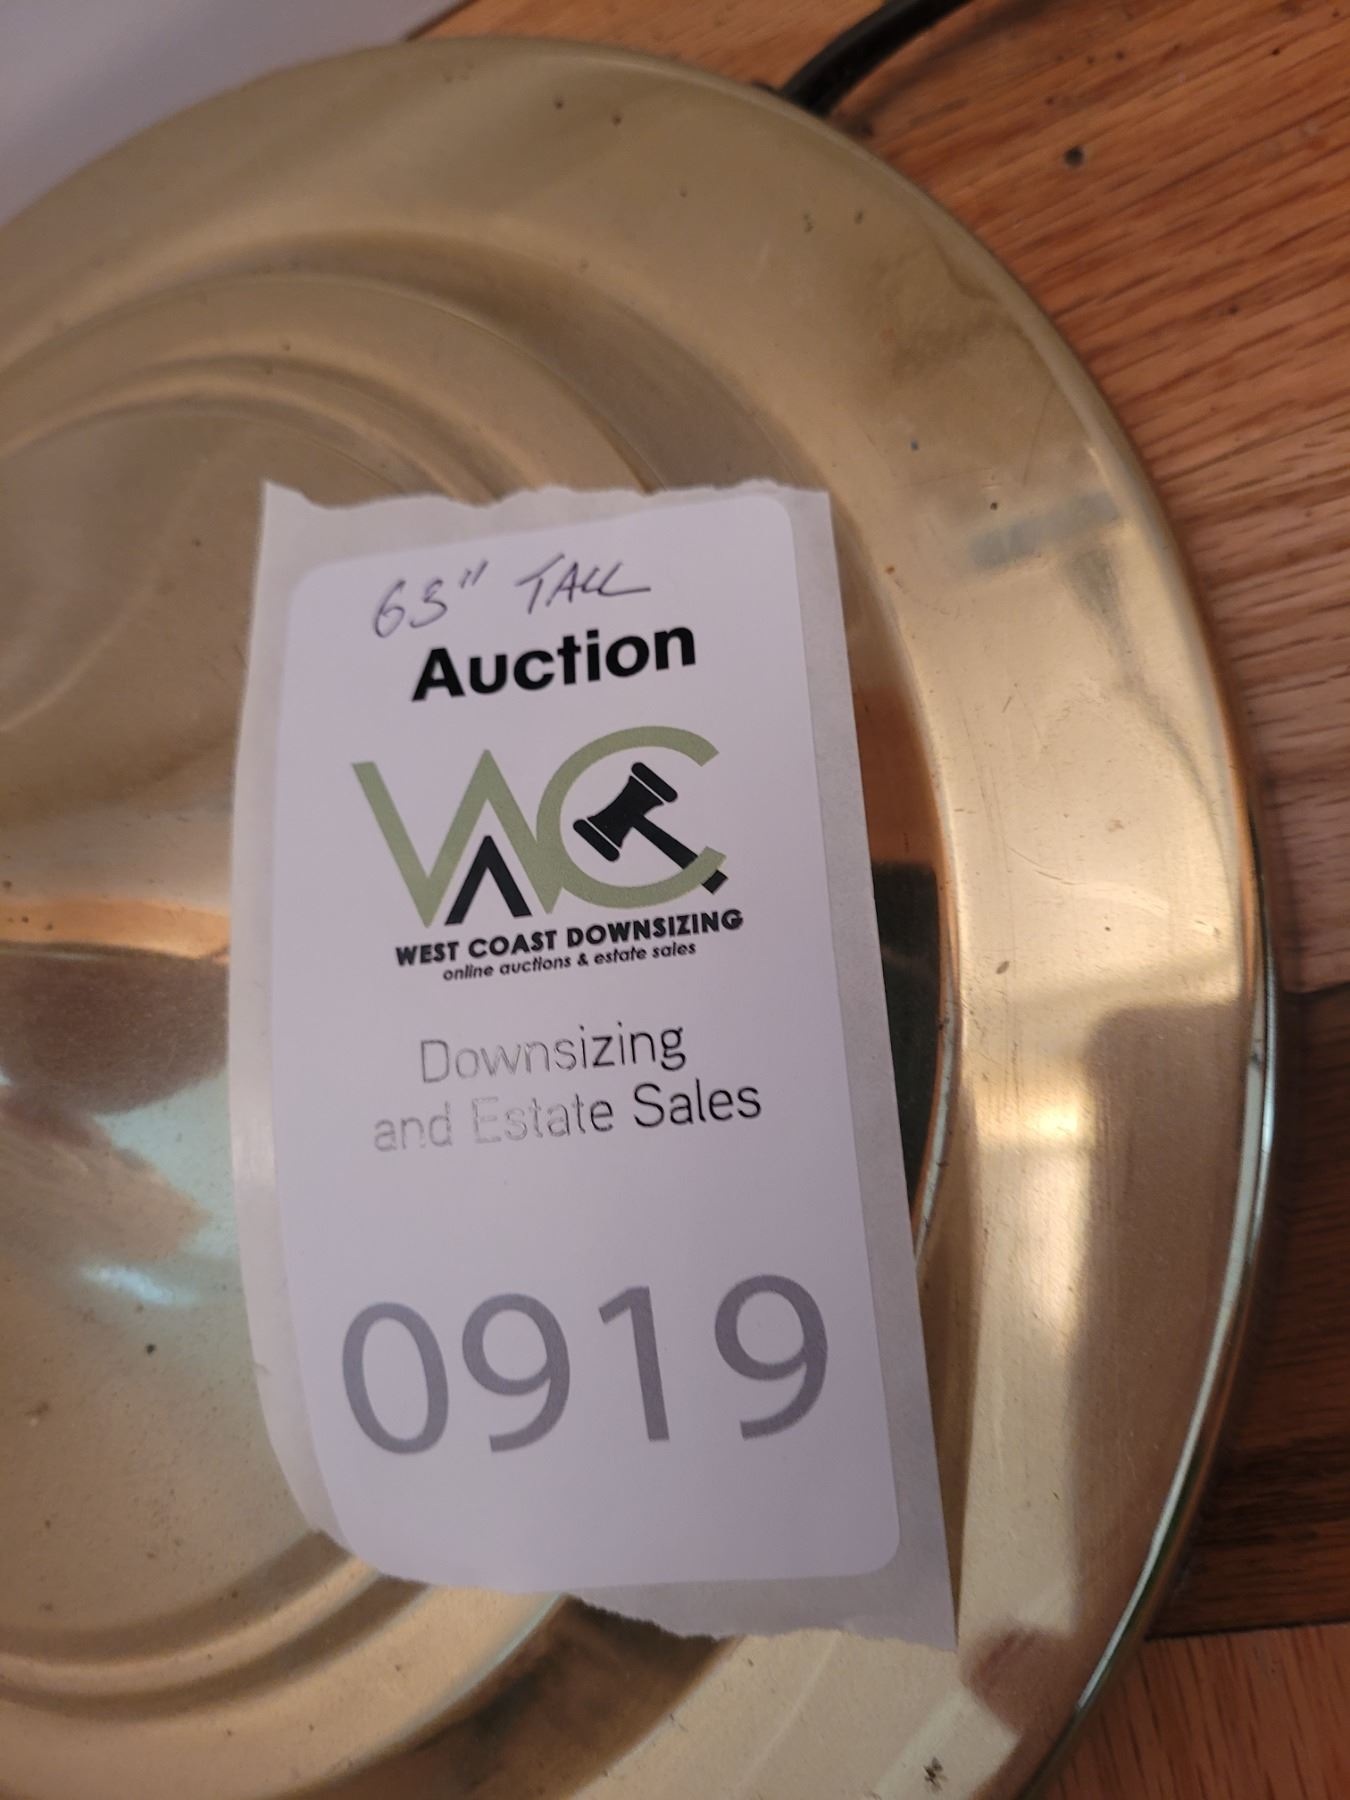 63" TALL
Auction
WC
WEST COAST DOWNSIZING
online auctions & estate sales
Downsizing
and Estate Sales
0919